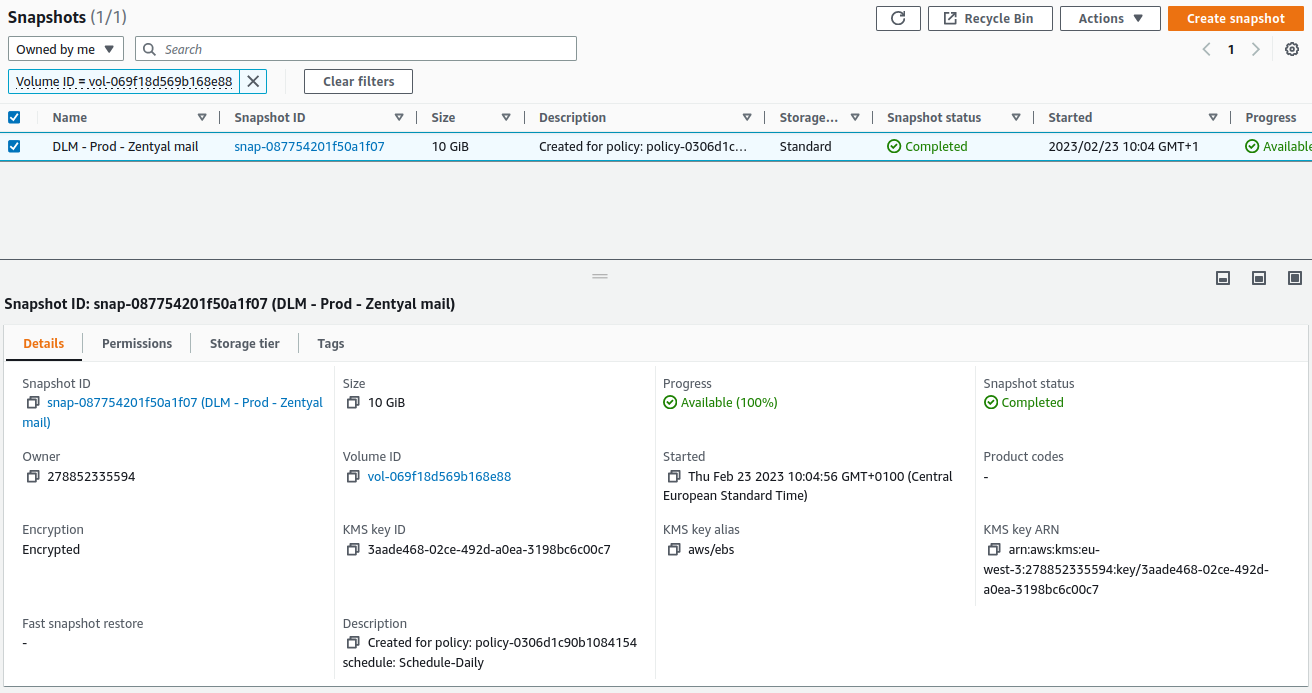 Snapshots (1/1)
Recycle Bin
Actions
Create snapshot
Owned by me
Search
1
Volume ID = vol-069f18d569b168e88
Clear filters
Name Snapshot ID Size Description Storage... Snapshot status Started Progress
DLM - Prod - Zentyal mail snap-087754201f50a1f07 10 GiB Created for policy: policy-0306d1c... Standard Completed 2023/02/23 10:04 GMT+1 Available
Snapshot ID: snap-087754201f50a1f07 (DLM - Prod - Zentyal mail)
Details Permissions Storage tier Tags
Snapshot ID
snap-087754201f50a1f07 (DLM - Prod - Zentyal
mail)
Size
10 GiB
Progress
Available (100%)
Snapshot status
Completed
Owner
278852335594
Volume ID
vol-069f18d569b168e88
Started
Thu Feb 23 2023 10:04:56 GMT+0100 (Central
European Standard Time)
Product codes
-
Encryption
Encrypted
KMS key ID
3aade468-02ce-492d-a0ea-3198bc6c00c7
KMS key alias
aws/ebs
KMS key ARN
arn:aws:kms:eu-
west-3:278852335594:key/3aade468-02ce-492d-
a0ea-3198bc6c00c7
Fast snapshot restore
-
Description
Created for policy: policy-0306d1c90b1084154
schedule: Schedule-Daily